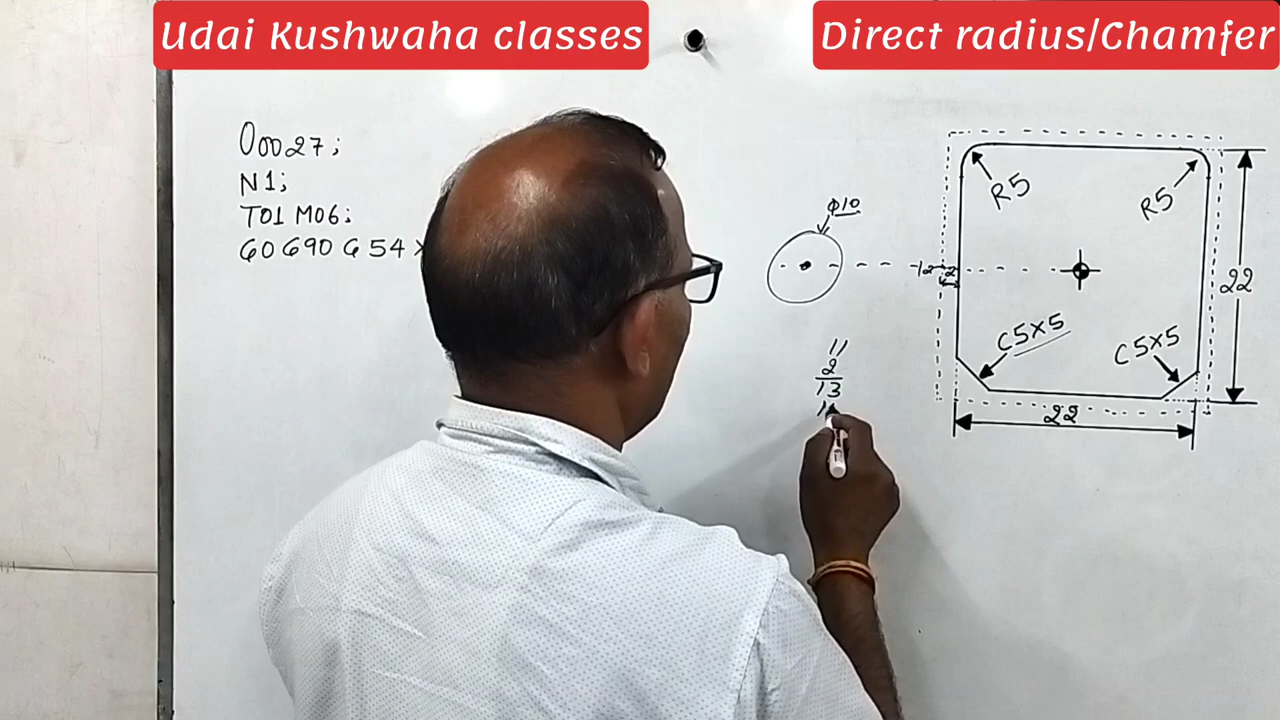 Udai Kushwaha classes
Direct radius/Chamfer
O0027;
N1;
T01 M06;
G0 G90 G54 X
Φ10
R5
R5
2
22
C5×5
C5×5
22
11
2
13